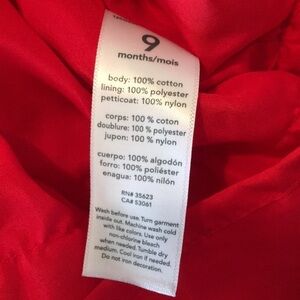 9
months/mois
body: 100% cotton
lining: 100% polyester
petticoat: 100% nylon
corps: 100 % coton
doublure: 100 % polyester
jupon: 100 % nylon
cuerpo: 100% algodón
forro: 100% poliéster
enagua: 100% nilón
RN# 35623
CA# 53061
Wash before use. Turn garment
inside out. Machine wash cold
with like colors. Use only
non-chlorine bleach
when needed. Tumble dry
medium. Cool iron if needed.
Do not iron decoration.